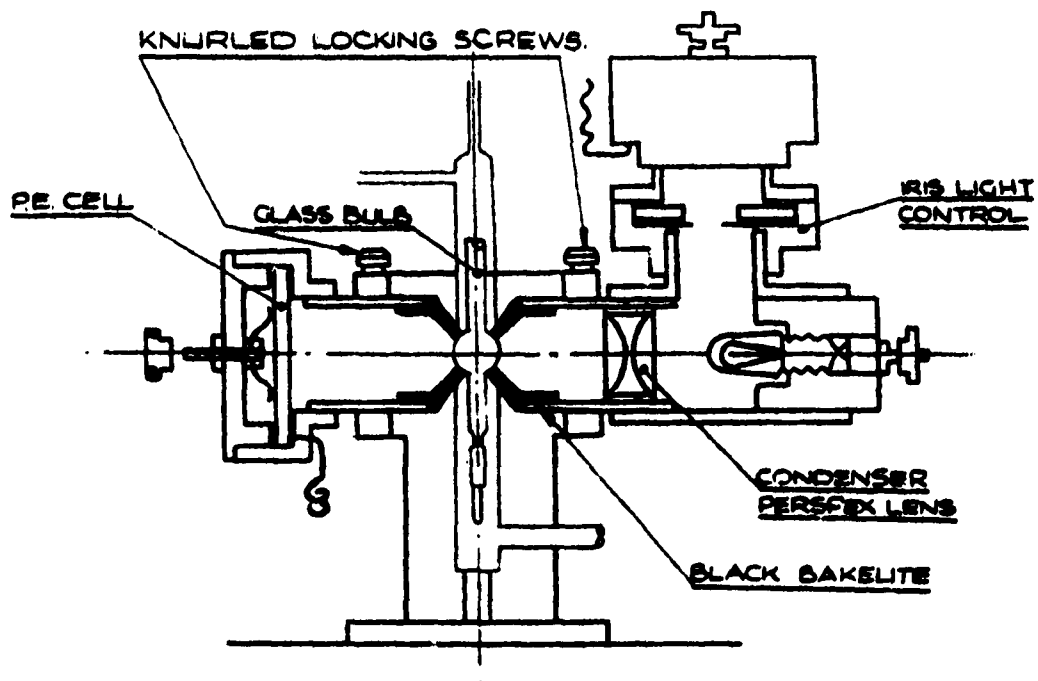 KNURLED LOCKING SCREWS.
P.E. CELL
GLASS BULB
IRIS LIGHT
CONTROL
CONDENSER
PERSPEX LENS
BLACK BAKELITE